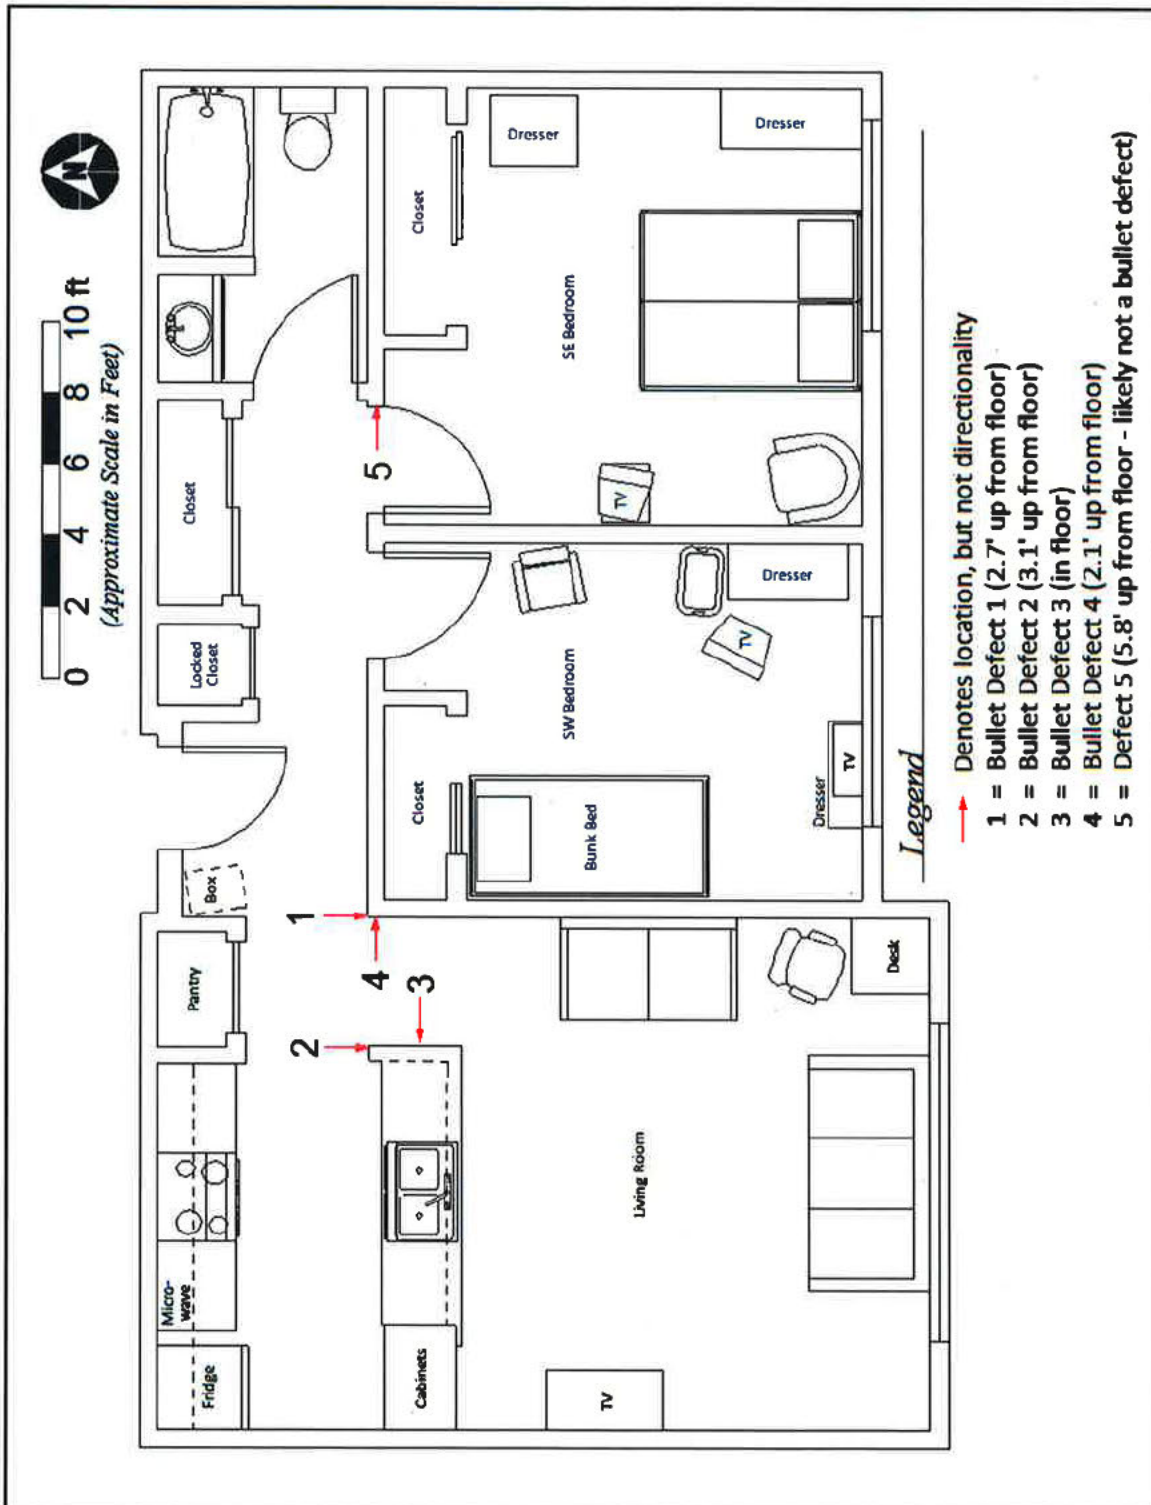 N
0 2 4 6 8 10 ft
(Approximate Scale in Feet)
Fridge
Micro-
wave
Pantry
Box
Locked
Closet
Closet
Cabinets
2
3
4
1
5
Closet
Closet
Dresser
Dresser
SE Bedroom
TV
Bunk Bed
SW Bedroom
TV
Dresser
Dresser
TV
Living Room
TV
Desk
Legend
Denotes location, but not directionality
1 = Bullet Defect 1 (2.7' up from floor)
2 = Bullet Defect 2 (3.1' up from floor)
3 = Bullet Defect 3 (in floor)
4 = Bullet Defect 4 (2.1' up from floor)
5 = Defect 5 (5.8' up from floor - likely not a bullet defect)